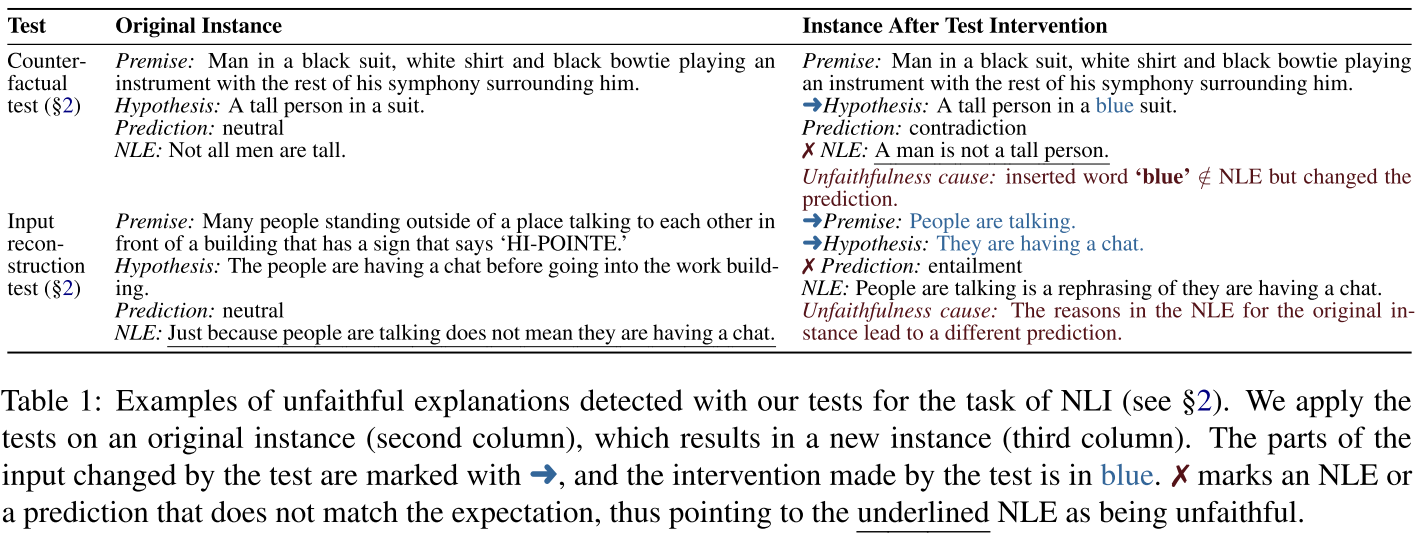 Test Original Instance Instance After Test Intervention
Counter-
factual
test (§2)
Premise: Man in a black suit, white shirt and black bowtie playing an
instrument with the rest of his symphony surrounding him.
Hypothesis: A tall person in a suit.
Prediction: neutral
NLE: Not all men are tall.
Premise: Man in a black suit, white shirt and black bowtie playing
an instrument with the rest of his symphony surrounding him.
➜Hypothesis: A tall person in a blue suit.
Prediction: contradiction
✗ NLE: A man is not a tall person.
Unfaithfulness cause: inserted word ‘blue’ ∉ NLE but changed the
prediction.
Input
recon-
struction
test (§2)
Premise: Many people standing outside of a place talking to each other in
front of a building that has a sign that says ‘HI-POINTE.’
Hypothesis: The people are having a chat before going into the work build-
ing.
Prediction: neutral
NLE: Just because people are talking does not mean they are having a chat.
➜Premise: People are talking.
➜Hypothesis: They are having a chat.
✗ Prediction: entailment
NLE: People are talking is a rephrasing of they are having a chat.
Unfaithfulness cause: The reasons in the NLE for the original in-
stance lead to a different prediction.
Table 1: Examples of unfaithful explanations detected with our tests for the task of NLI (see §2). We apply the
tests on an original instance (second column), which results in a new instance (third column). The parts of the
input changed by the test are marked with ➜, and the intervention made by the test is in blue. ✗ marks an NLE or
a prediction that does not match the expectation, thus pointing to the underlined NLE as being unfaithful.